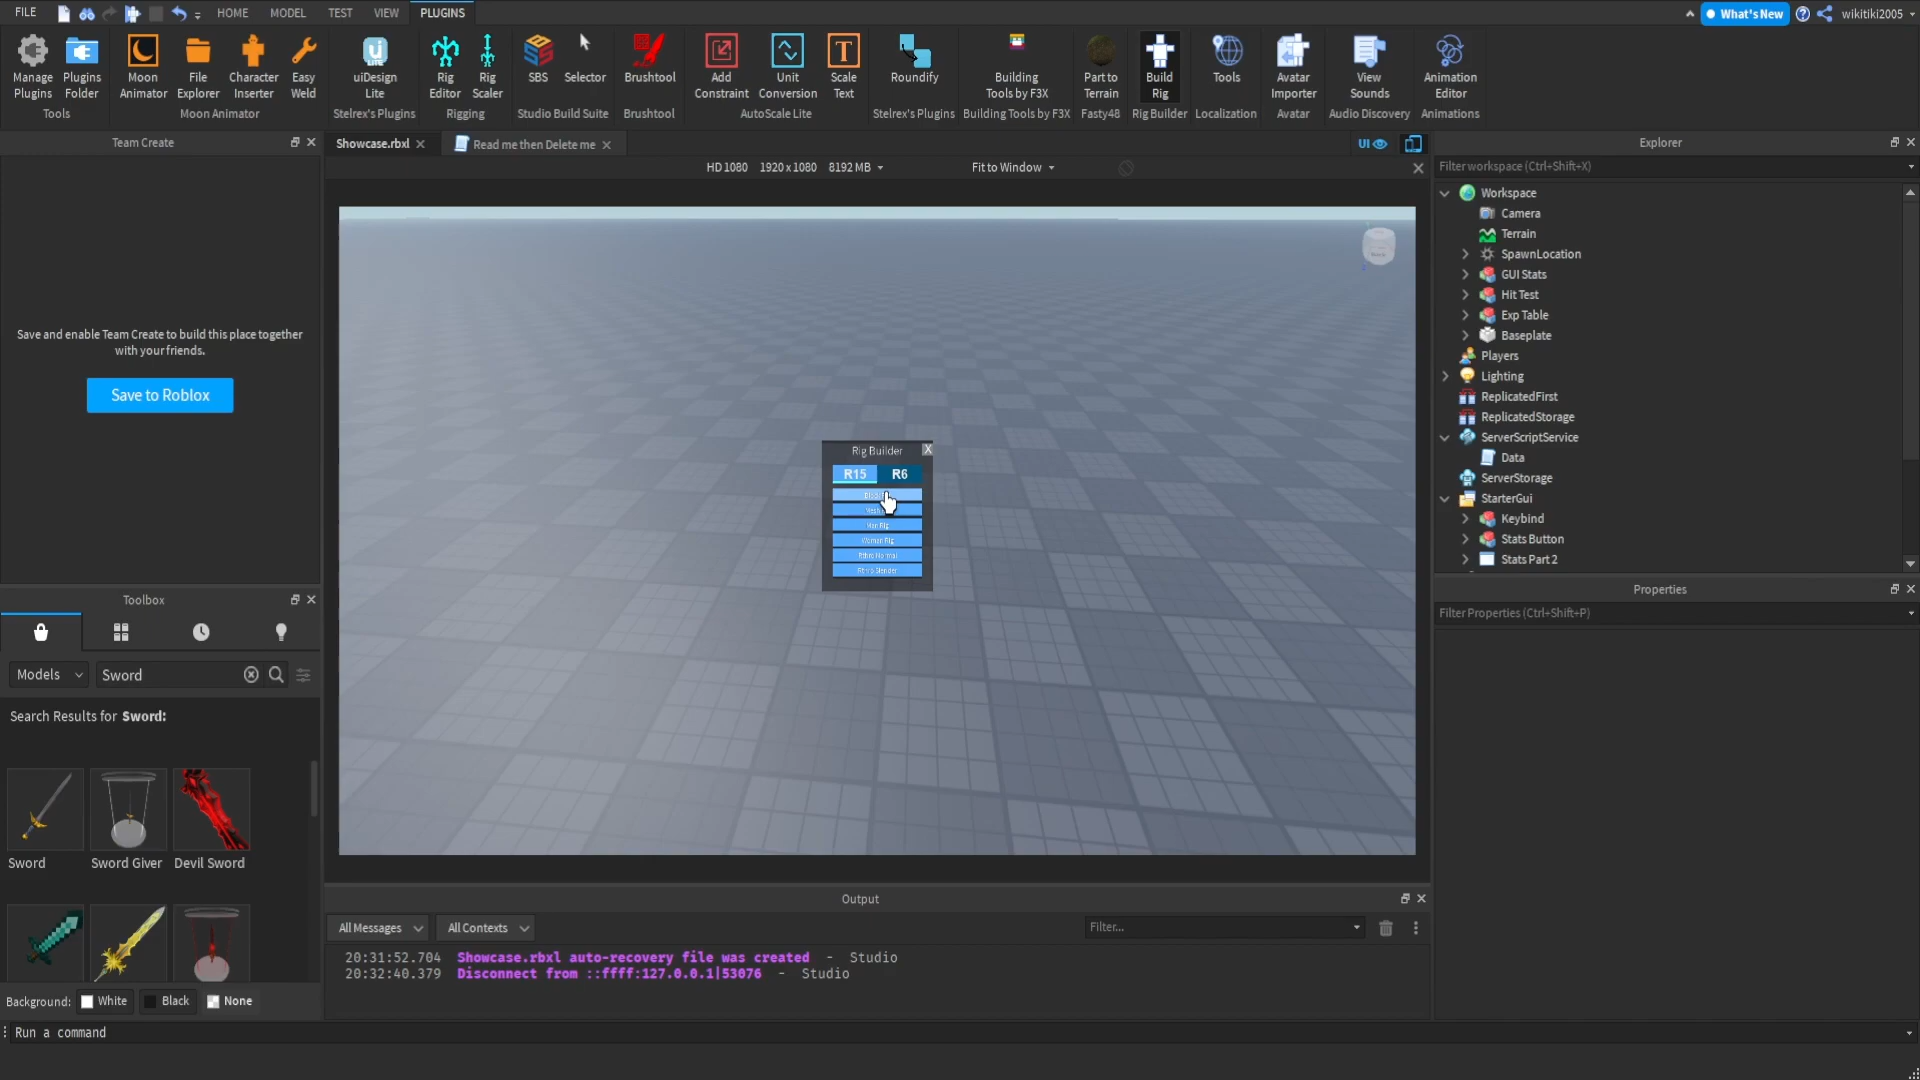 FILE
HOME
MODEL
TEST
VIEW
PLUGINS
What's New
wikitiki2005
Manage
Plugins
Plugins
Folder
Tools
Moon
Animator
File
Explorer
Character
Inserter
Easy
Weld
Moon Animator
uiDesign
Lite
Stelrex's Plugins
Rig
Editor
Rig
Scaler
Rigging
SBS
Selector
Studio Build Suite
Brushtool
Brushtool
Add
Constraint
Unit
Conversion
Scale
Text
AutoScale Lite
Roundify
Stelrex's Plugins
Building
Tools by F3X
Building Tools by F3X
Part to
Terrain
Fasty48
Build
Rig
Rig Builder
Tools
Localization
Avatar
Importer
Avatar
View
Sounds
Audio Discovery
Animation
Editor
Animations
Team Create
Save and enable Team Create to build this place together
with your friends.
Save to Roblox
Showcase.rbxl
Read me then Delete me
UI
HD 1080 1920 x 1080 8192 MB
Fit to Window
Rig Builder X
R15 R6
Man Rig
Woman Rig
Rthro Normal
Rthro Slender
Explorer
Filter workspace (Ctrl+Shift+X)
Workspace
Camera
Terrain
SpawnLocation
GUI Stats
Hit Test
Exp Table
Baseplate
Players
Lighting
ReplicatedFirst
ReplicatedStorage
ServerScriptService
Data
ServerStorage
StarterGui
Keybind
Stats Button
Stats Part 2
Properties
Filter Properties (Ctrl+Shift+P)
Toolbox
Models
Sword
Search Results for Sword:
Sword
Sword Giver
Devil Sword
Background: White Black None
Output
All Messages
All Contexts
Filter...
20:31:52.704 Showcase.rbxl auto-recovery file was created - Studio
20:32:40.379 Disconnect from ::ffff:127.0.0.1|53076 - Studio
Run a command